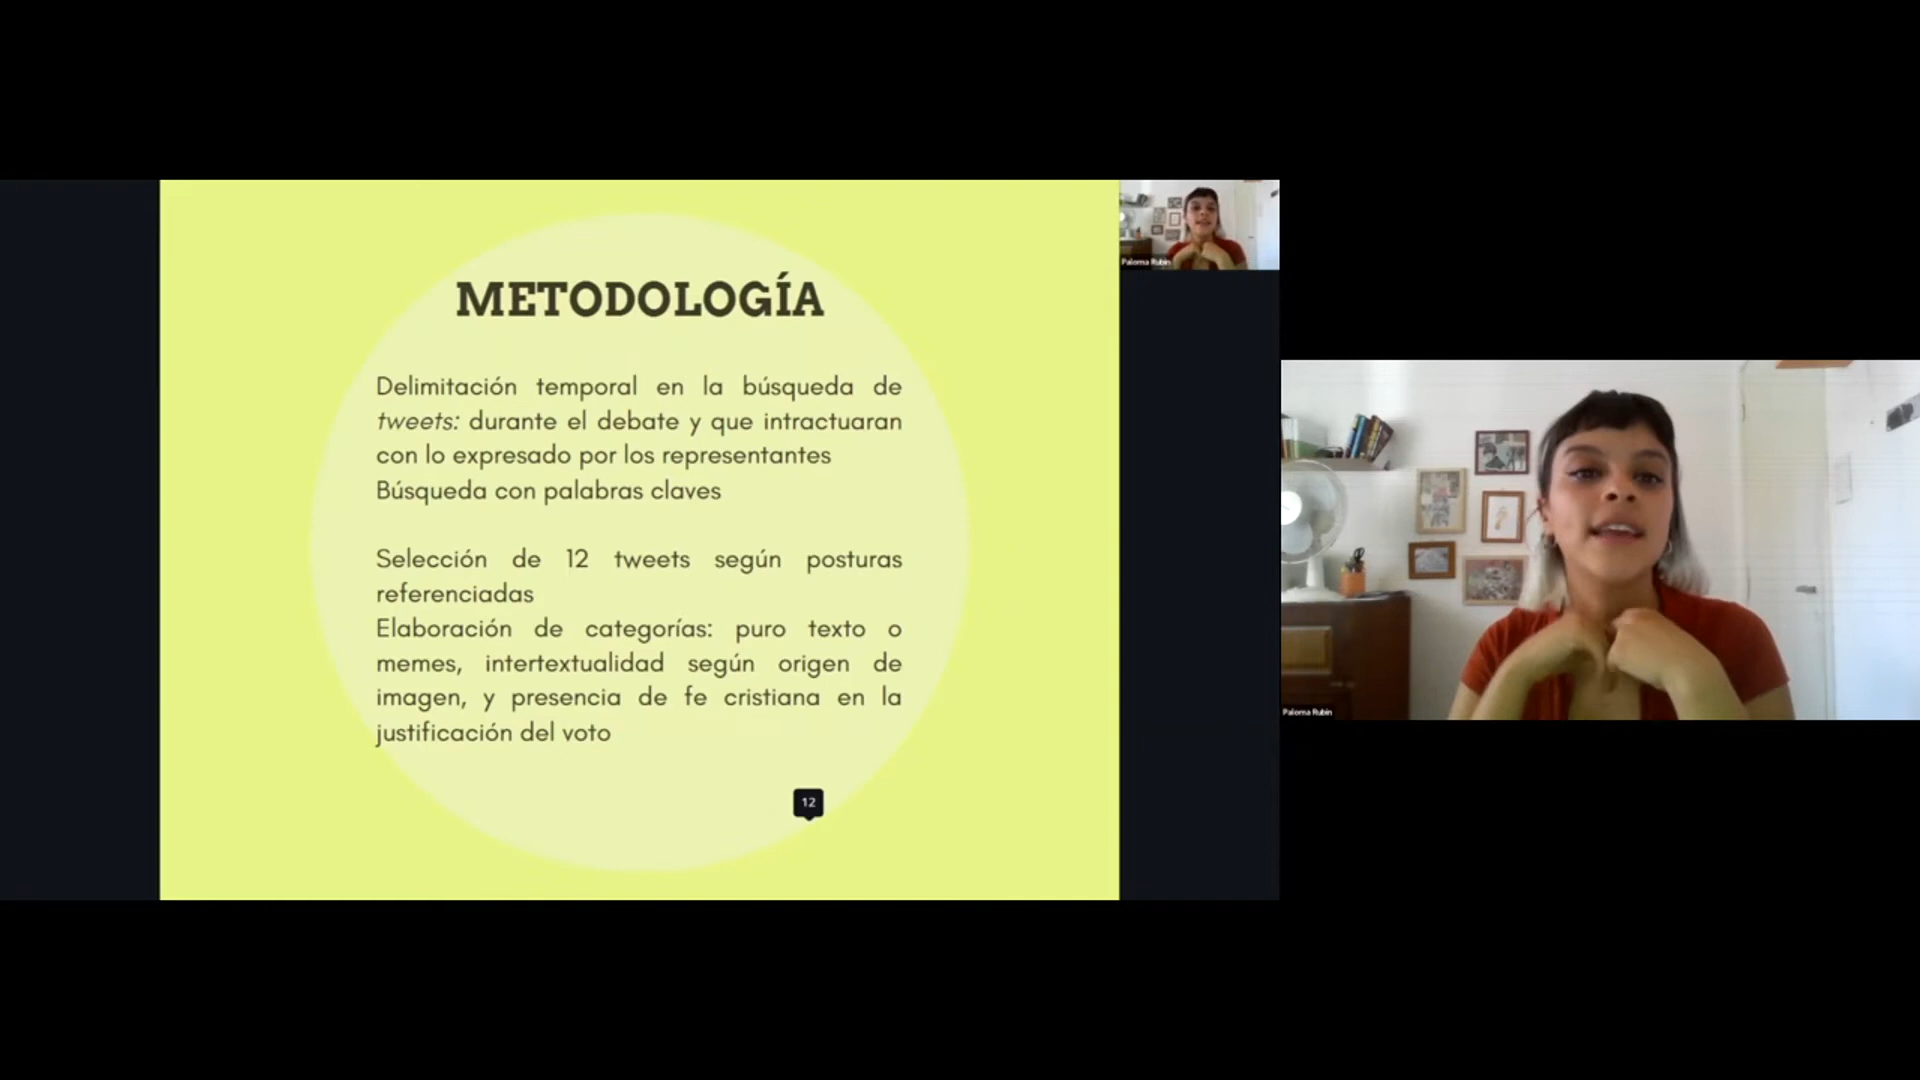 METODOLOGÍA
Delimitación temporal en la búsqueda de
tweets: durante el debate y que intractuaran
con lo expresado por los representantes
Búsqueda con palabras claves
Selección de 12 tweets según posturas
referenciadas
Elaboración de categorías: puro texto o
memes, intertextualidad según origen de
imagen, y presencia de fe cristiana en la
justificación del voto
12
Paloma Rubin
Paloma Rubin